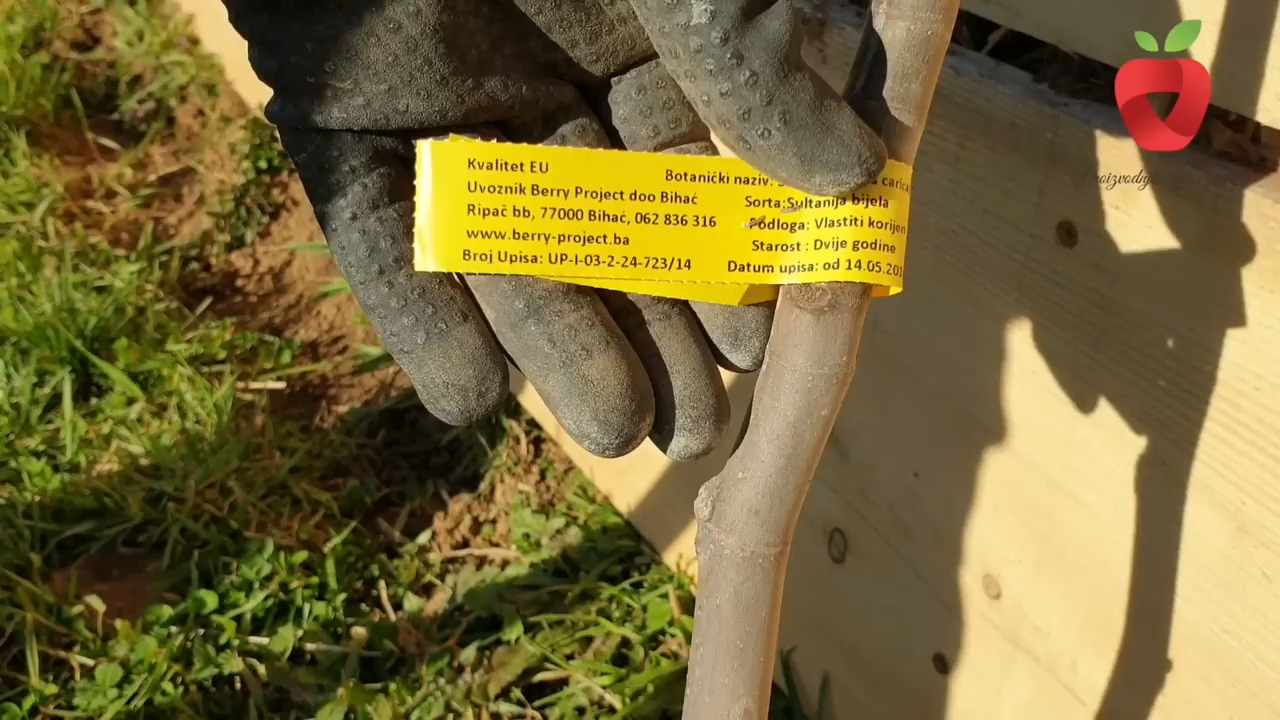 Kvalitet EU
Uvoznik Berry Project doo Bihać
Ripač bb, 77000 Bihać, 062 836 316
www.berry-project.ba
Broj Upisa: UP-I-03-2-24-723/14
Botanički naziv: carica
Sorta:Sultanija bijela
Podloga: Vlastiti korijen
Starost : Dvije godine
Datum upisa: od 14.05.201